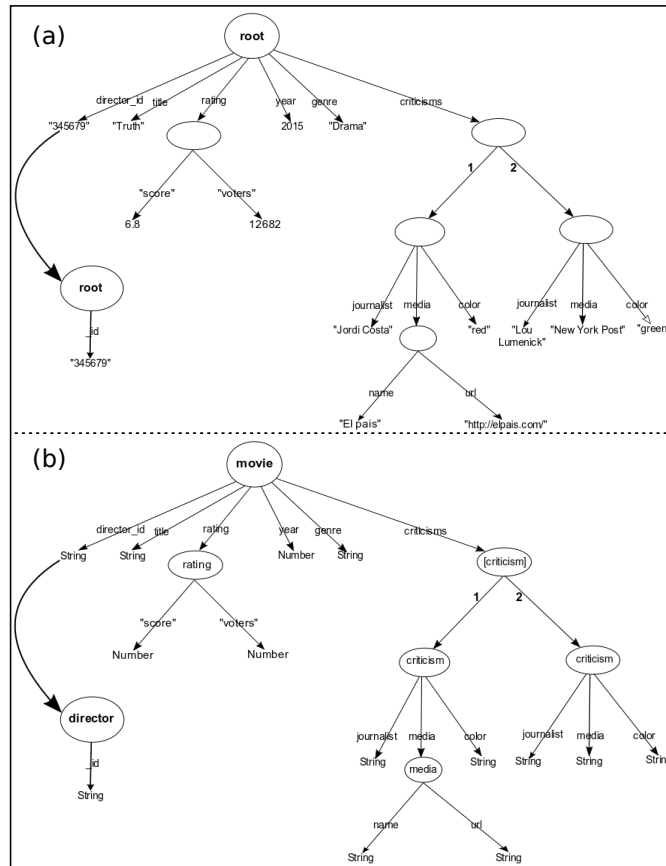 (a)
root
director_id title rating year genre criticisms
"345679" "Truth" 2015 "Drama"
1 2
"score" "voters"
6.8 12682
root
journalist media color journalist media color
"Jordi Costa" "red" "Lou "New York Post" "green
Lumenick"
_id
"345679"
name url
"El país" "http://elpais.com/"
(b)
movie
director_id title rating year genre criticisms
String String Number String
rating [criticism]
1 2
"score" "voters"
Number Number
criticism criticism
director
journalist media color journalist media color
String String String String String
_id media
String
name url
String String